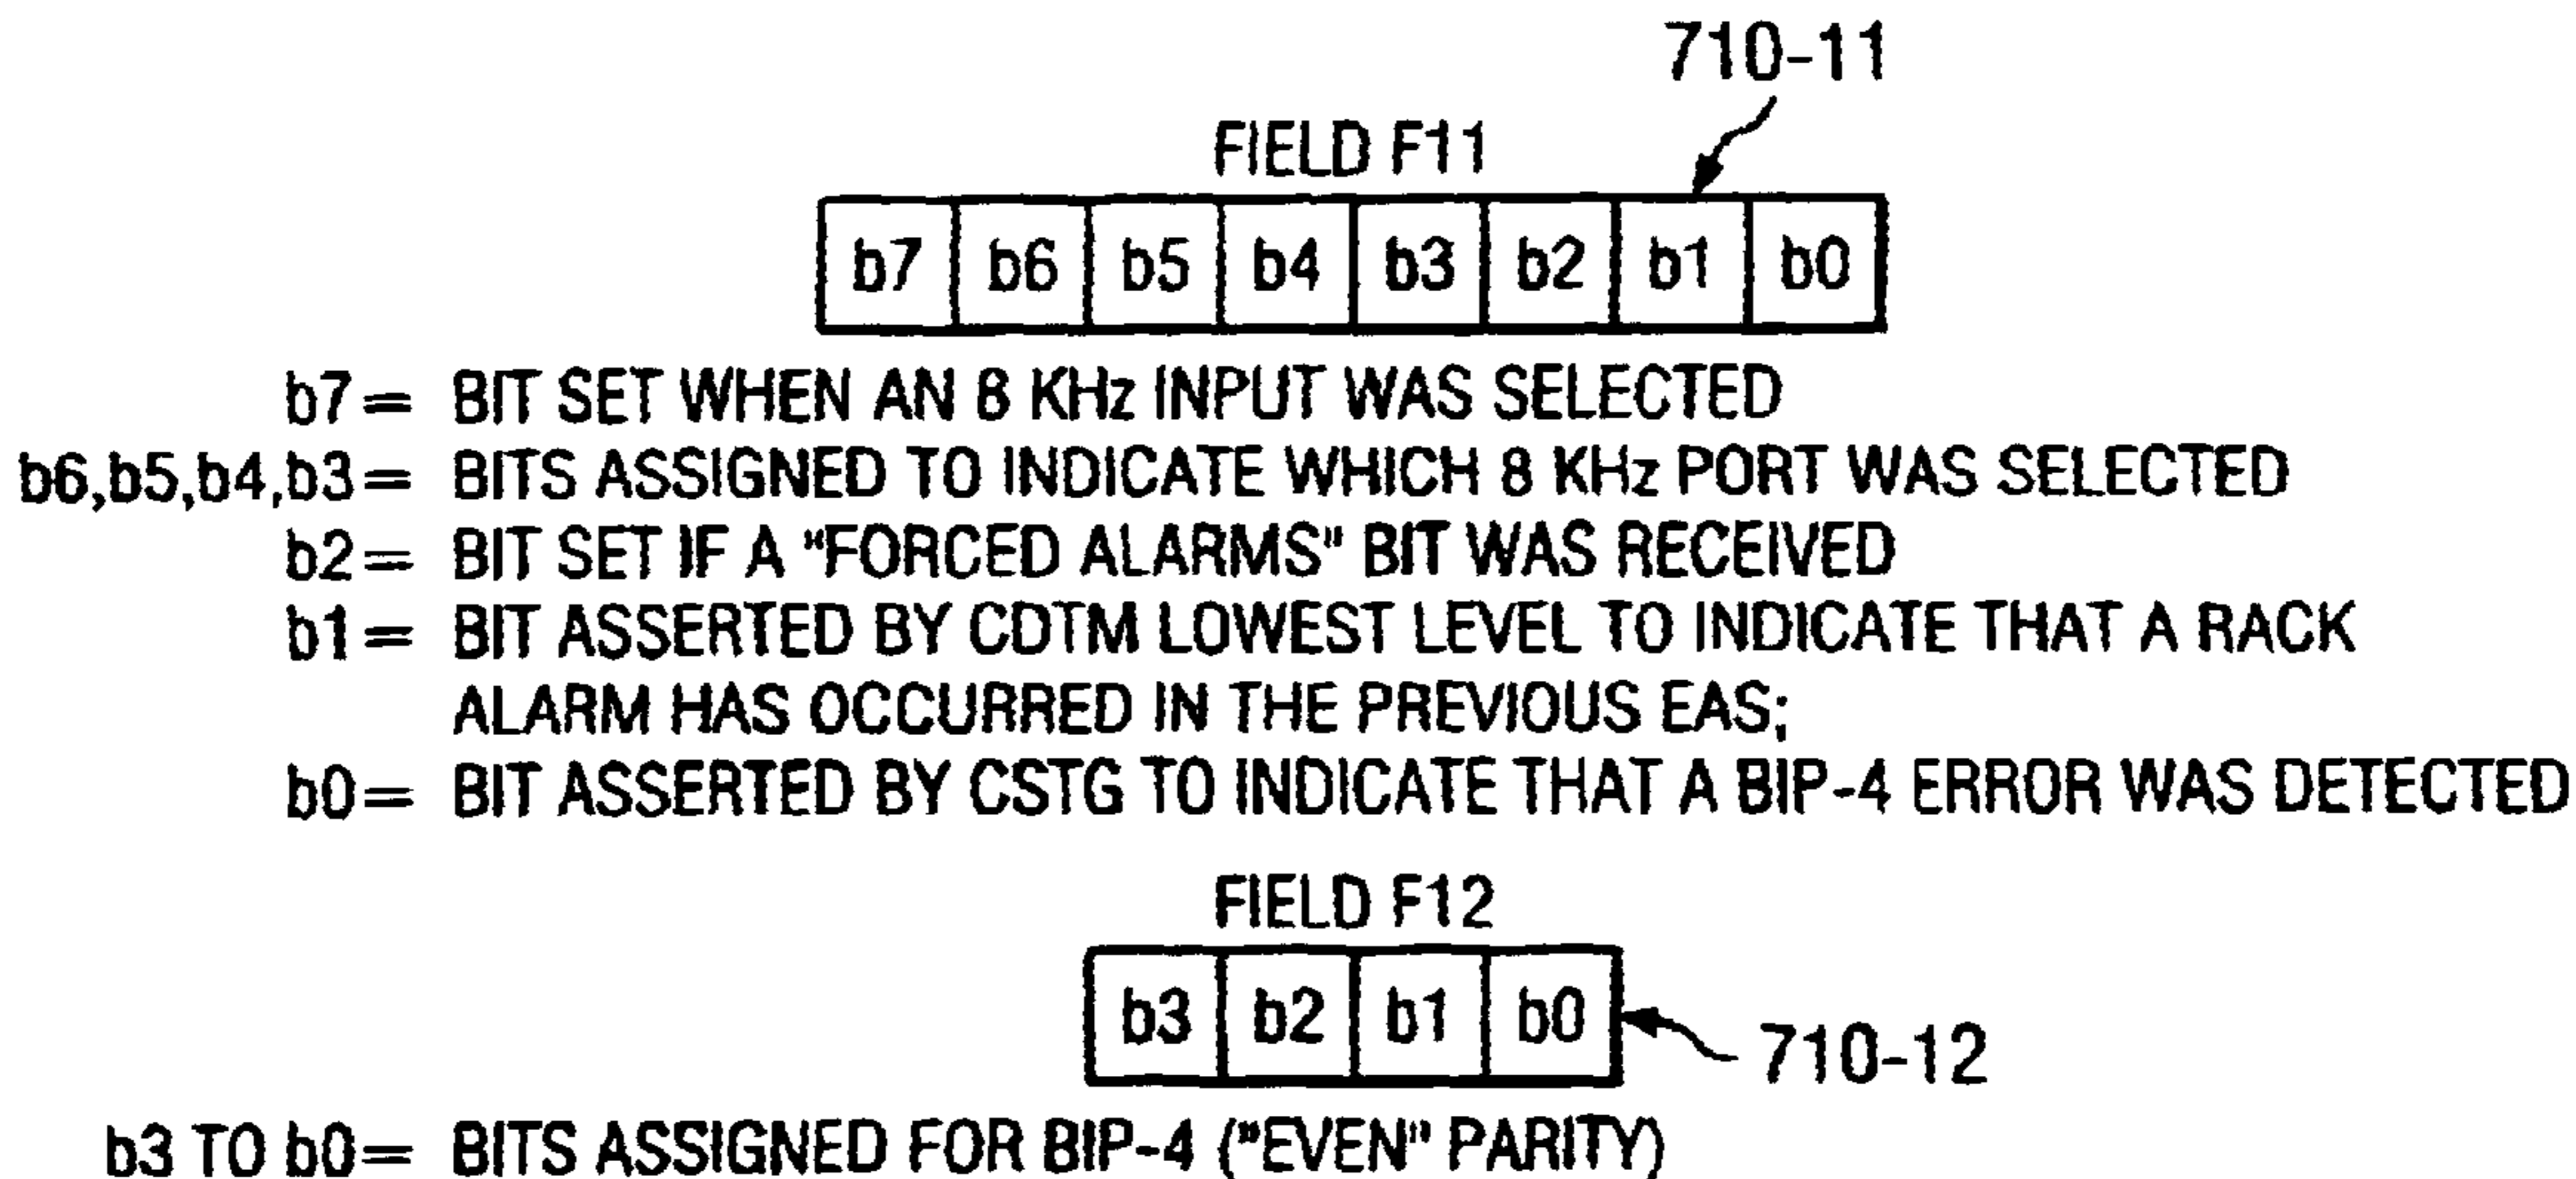 710-11
FIELD F11
b7 b6 b5 b4 b3 b2 b1 b0
b7= BIT SET WHEN AN 8 KHz INPUT WAS SELECTED
b6,b5,b4,b3= BITS ASSIGNED TO INDICATE WHICH 8 KHz PORT WAS SELECTED
b2= BIT SET IF A "FORCED ALARMS" BIT WAS RECEIVED
b1= BIT ASSERTED BY CDTM LOWEST LEVEL TO INDICATE THAT A RACK
ALARM HAS OCCURRED IN THE PREVIOUS EAS;
b0= BIT ASSERTED BY CSTG TO INDICATE THAT A BIP-4 ERROR WAS DETECTED
FIELD F12
b3 b2 b1 b0
710-12
b3 TO b0= BITS ASSIGNED FOR BIP-4 ("EVEN" PARITY)